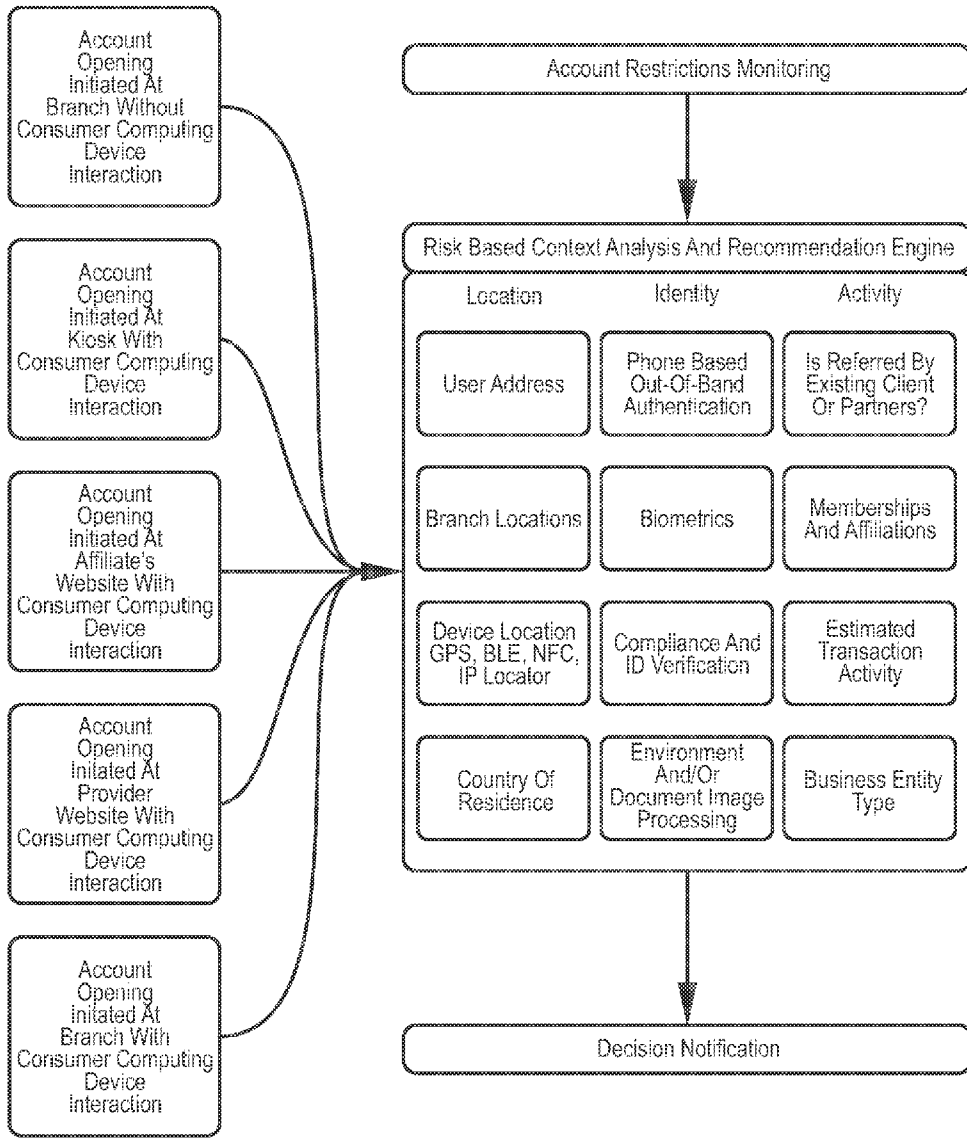 Account
Opening
Initiated At
Branch Without
Consumer Computing
Device
Interaction
Account
Opening
Initiated At
Kiosk With
Consumer Computing
Device
Interaction
Account
Opening
Initiated At
Affiliate's
Website With
Consumer Computing
Device
Interaction
Account
Opening
Initated At
Provider
Website With
Consumer Computing
Device
Interaction
Account
Opening
Initated At
Branch With
Consumer Computing
Device
Interaction
Account Restrictions Monitoring
Risk Based Context Analysis And Recommendation Engine
Location
Identity
Activity
User Address
Phone Based
Out-Of-Band
Authentication
Is Referred By
Existing Client
Or Partners?
Branch Locations
Biometrics
Memberships
And Affiliations
Device Location
GPS, BLE, NFC,
IP Locator
Compliance And
ID Verification
Estimated
Transaction
Activity
Country Of
Residence
Environment
And/Or
Document Image
Processing
Business Entity
Type
Decision Notification